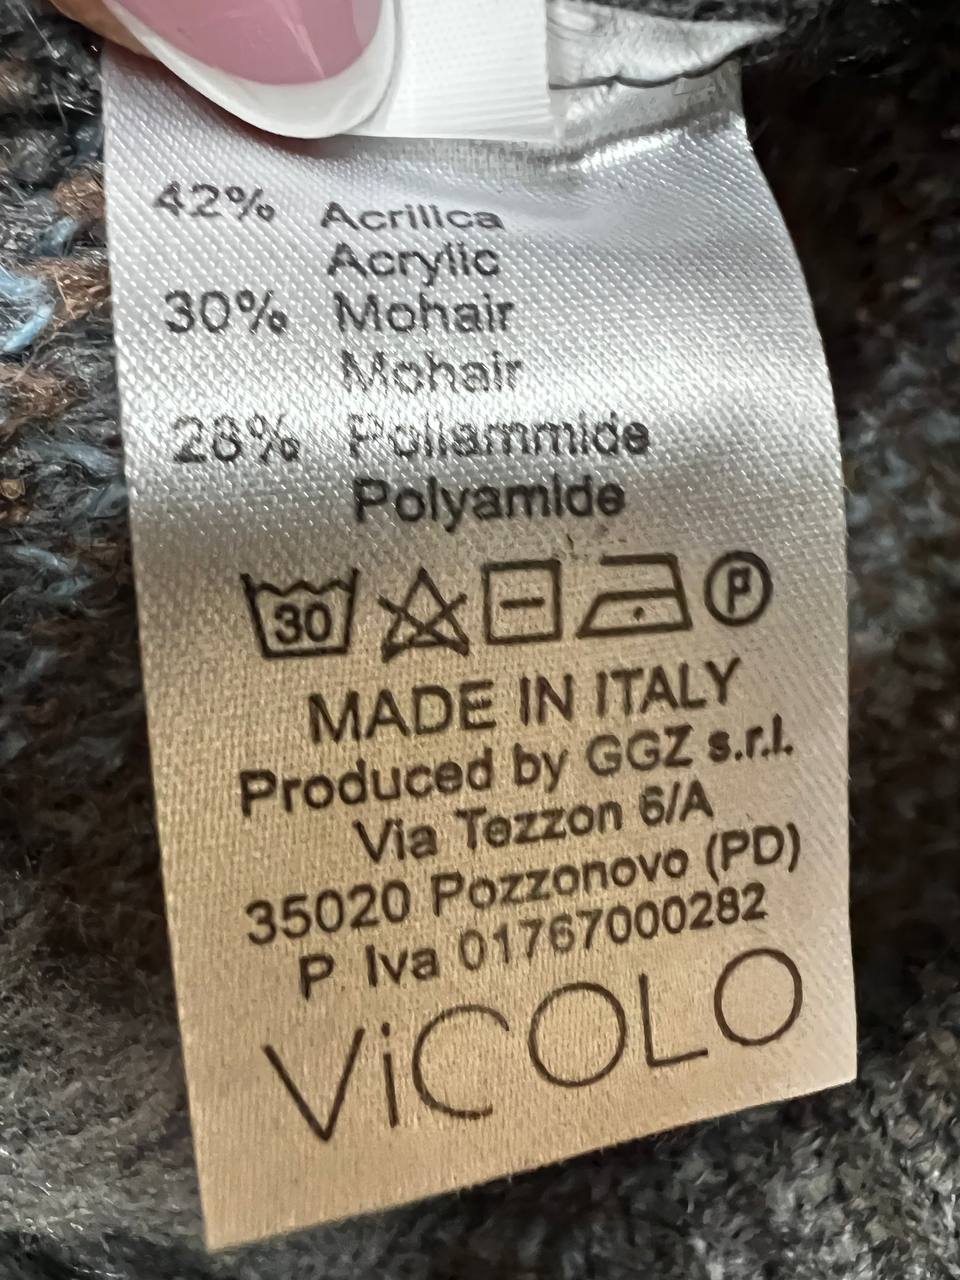 42% Acrilica
Acrylic
30% Mohair
Mohair
28% Poliammide
Polyamide
30
P
MADE IN ITALY
Produced by GGZ s.r.l.
Via Tezzon 6/A
35020 Pozzonovo (PD)
P. Iva 01767000282
ViCOLO